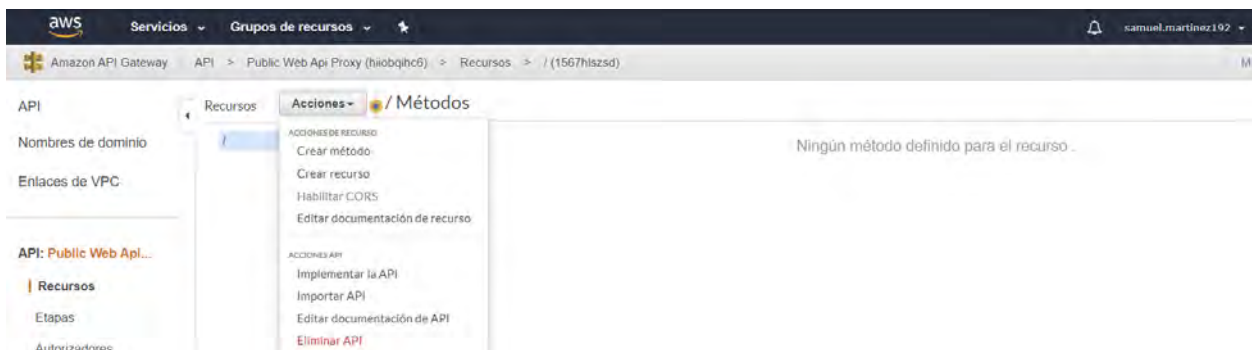 aws Servicios Grupos de recursos samuel.martinez192
Amazon API Gateway API > Public Web Api Proxy (hiiobqihc6) > Recursos > / (1567hlszsd) M
API Recursos Acciones / Métodos
ACCIONES DE RECURSO
/
Nombres de dominio
Crear método
Ningún método definido para el recurso .
Crear recurso
Enlaces de VPC
Habilitar CORS
Editar documentación de recurso
API: Public Web Api...
ACCIONES API
Implementar la API
Recursos
Importar API
Etapas
Editar documentación de API
Eliminar API
Autorizadores